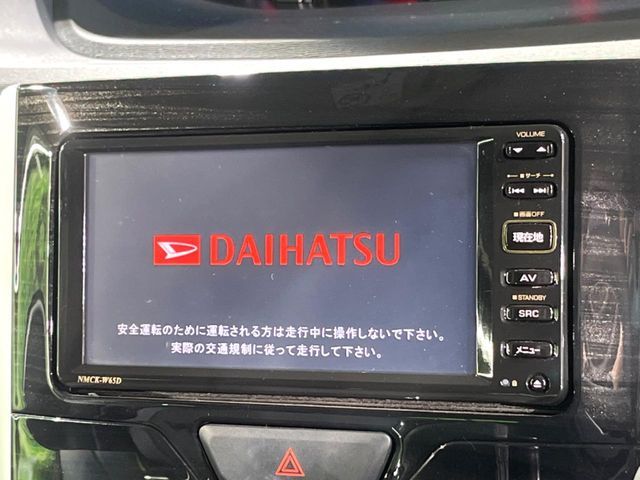 VOLUME
サーチ
画面OFF
現在地
AV
STANDBY
SRC
メニュー
DAIHATSU
安全運転のために運転される方は走行中に操作しないで下さい。
実際の交通規制に従って走行して下さい。
NMCK-W65D